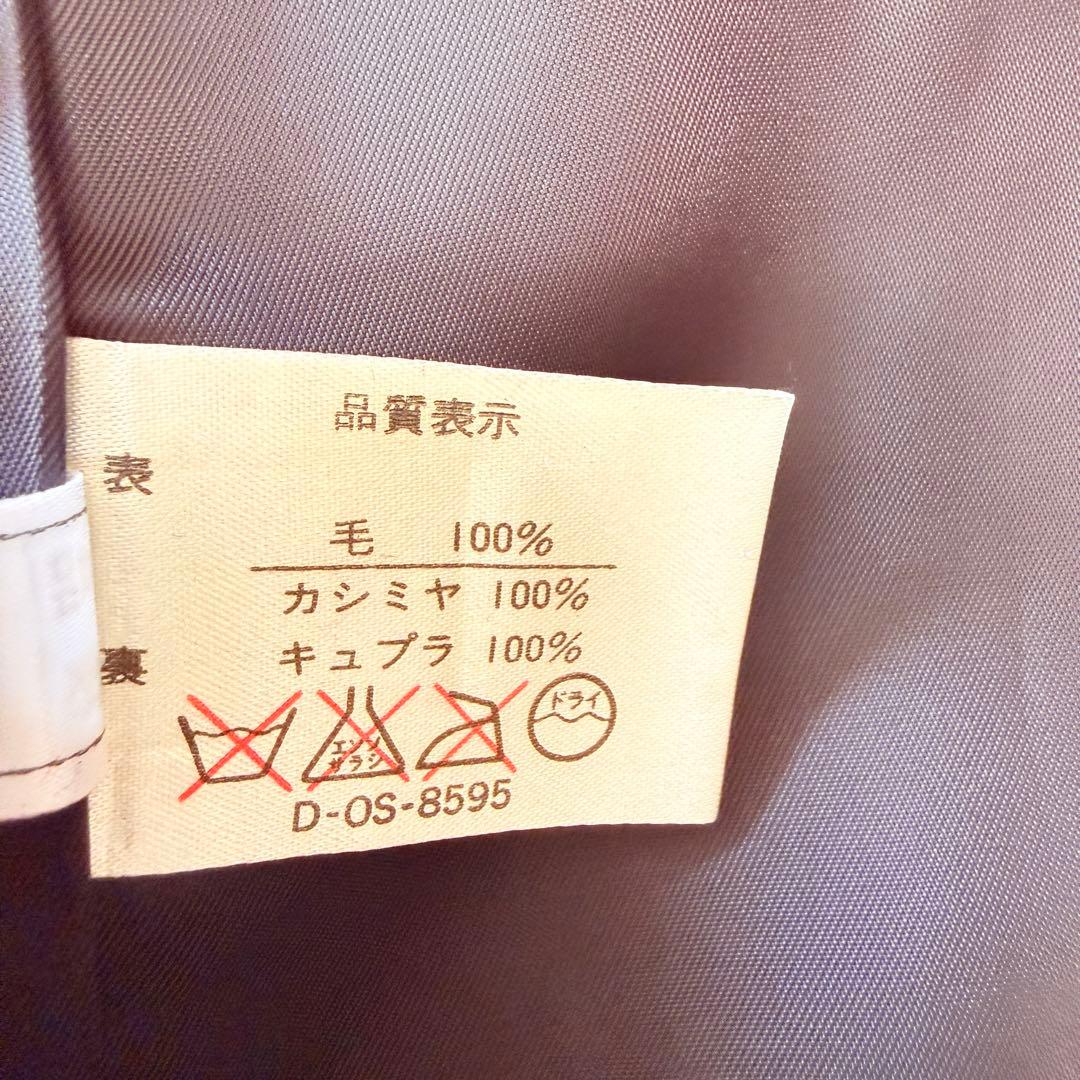 品質表示
表
毛 100%
カシミヤ 100%
裏 キュプラ 100%
エンソ サラシ ドライ
D-OS-8595